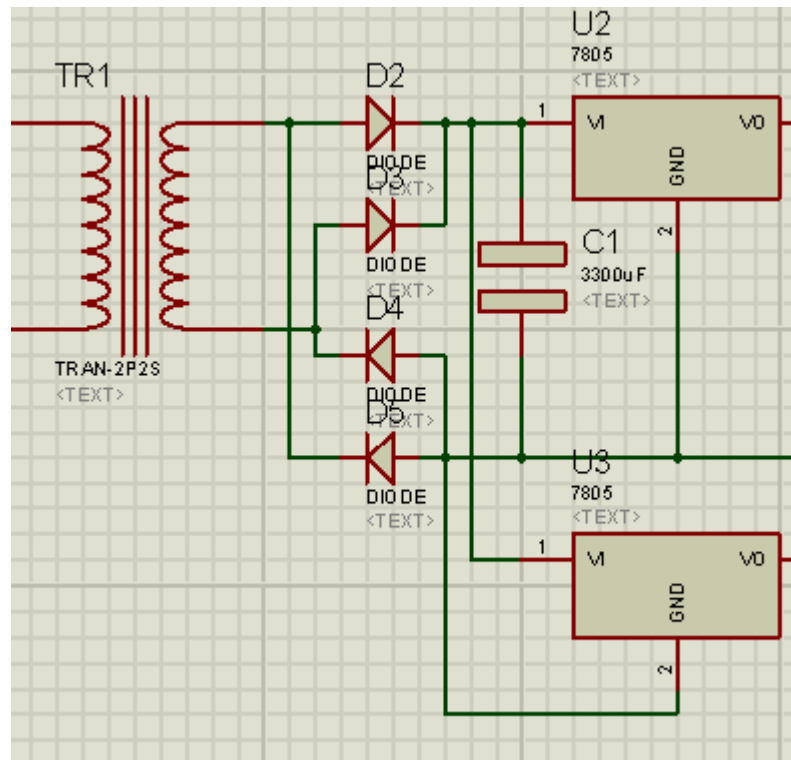 TR1
TRAN-2P2S
<TEXT>
D2
DIODE
<TEXT>
D3
DIODE
<TEXT>
D4
DIODE
<TEXT>
D5
DIODE
<TEXT>
U2
7805
<TEXT>
1
VI
VO
GND
2
C1
3300uF
<TEXT>
U3
7805
<TEXT>
1
VI
VO
GND
2